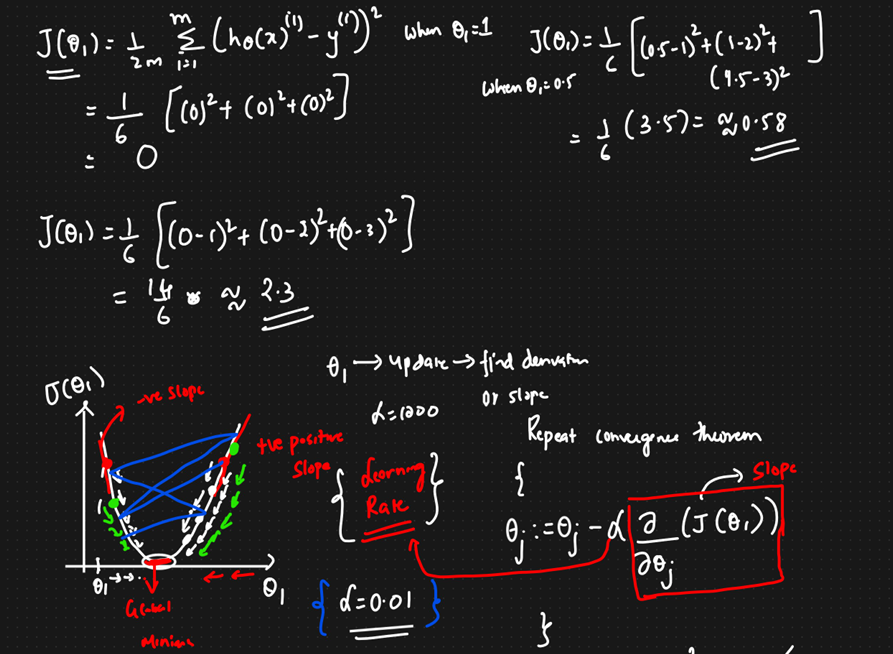 J(θ₁) = 1/2m Σᵢ₌₁ᵐ (hθ(x)⁽ⁱ⁾ - y⁽ⁱ⁾)² when θ₁=1
= 1/6 [(0)² + (0)² + (0)²]
= 0
J(θ₁) = 1/6 [(0.5-1)² + (1-2)² +
when θ₁=0.5 (1.5-3)²]
= 1/6 (3.5) = ≈ 0.58
J(θ₁) = 1/6 [(0-1)² + (0-2)² + (0-3)²]
= 14/6 ≈ 2.3
θ₁ → update → find derivation
or slope
α=1000
Repeat convergence theorem
{
θj := θj - α ∂/∂θj (J(θ₁))
}
Slope
{ Learning
Rate }
{ α=0.01 }
J(θ₁)
-ve slope
+ve positive
slope
θ₁→→..
θ₁
Global
Minima